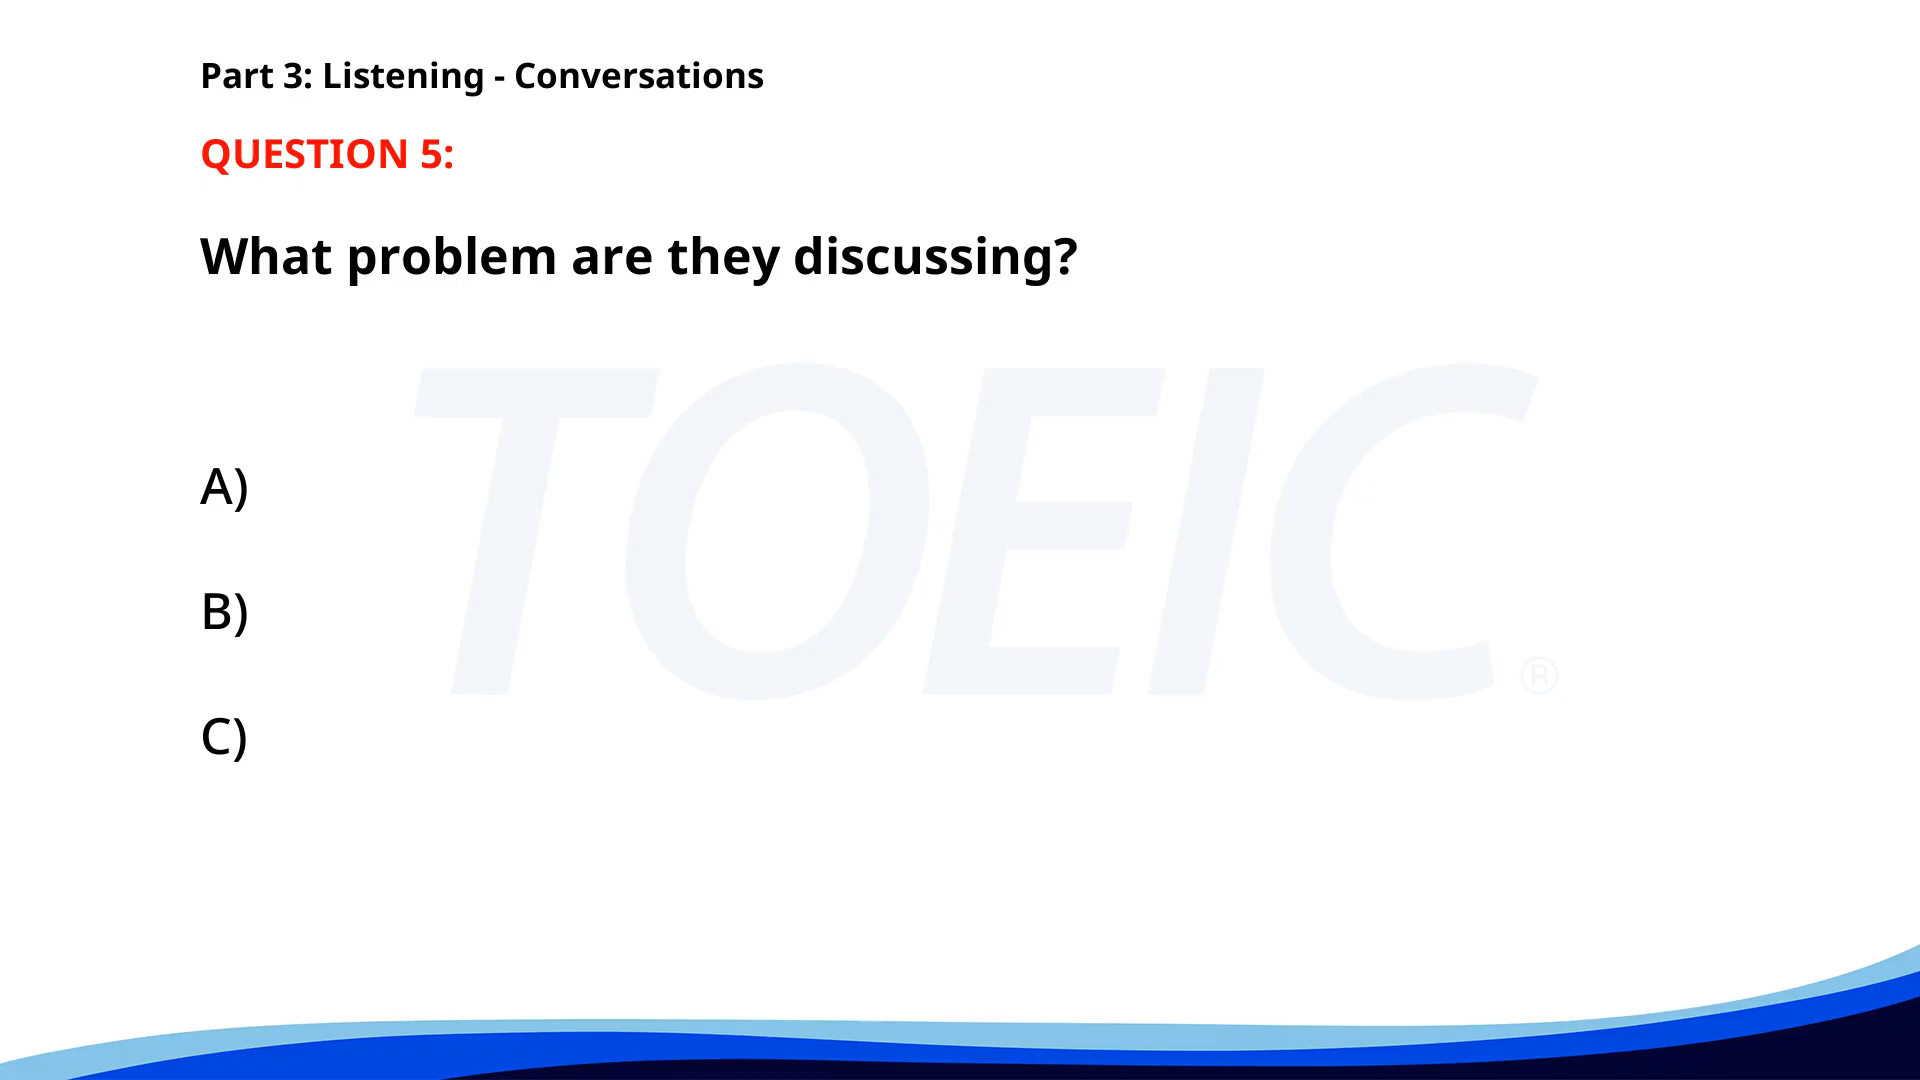 Part 3: Listening - Conversations
QUESTION 5:
What problem are they discussing?
TOEIC®
A)
B)
C)